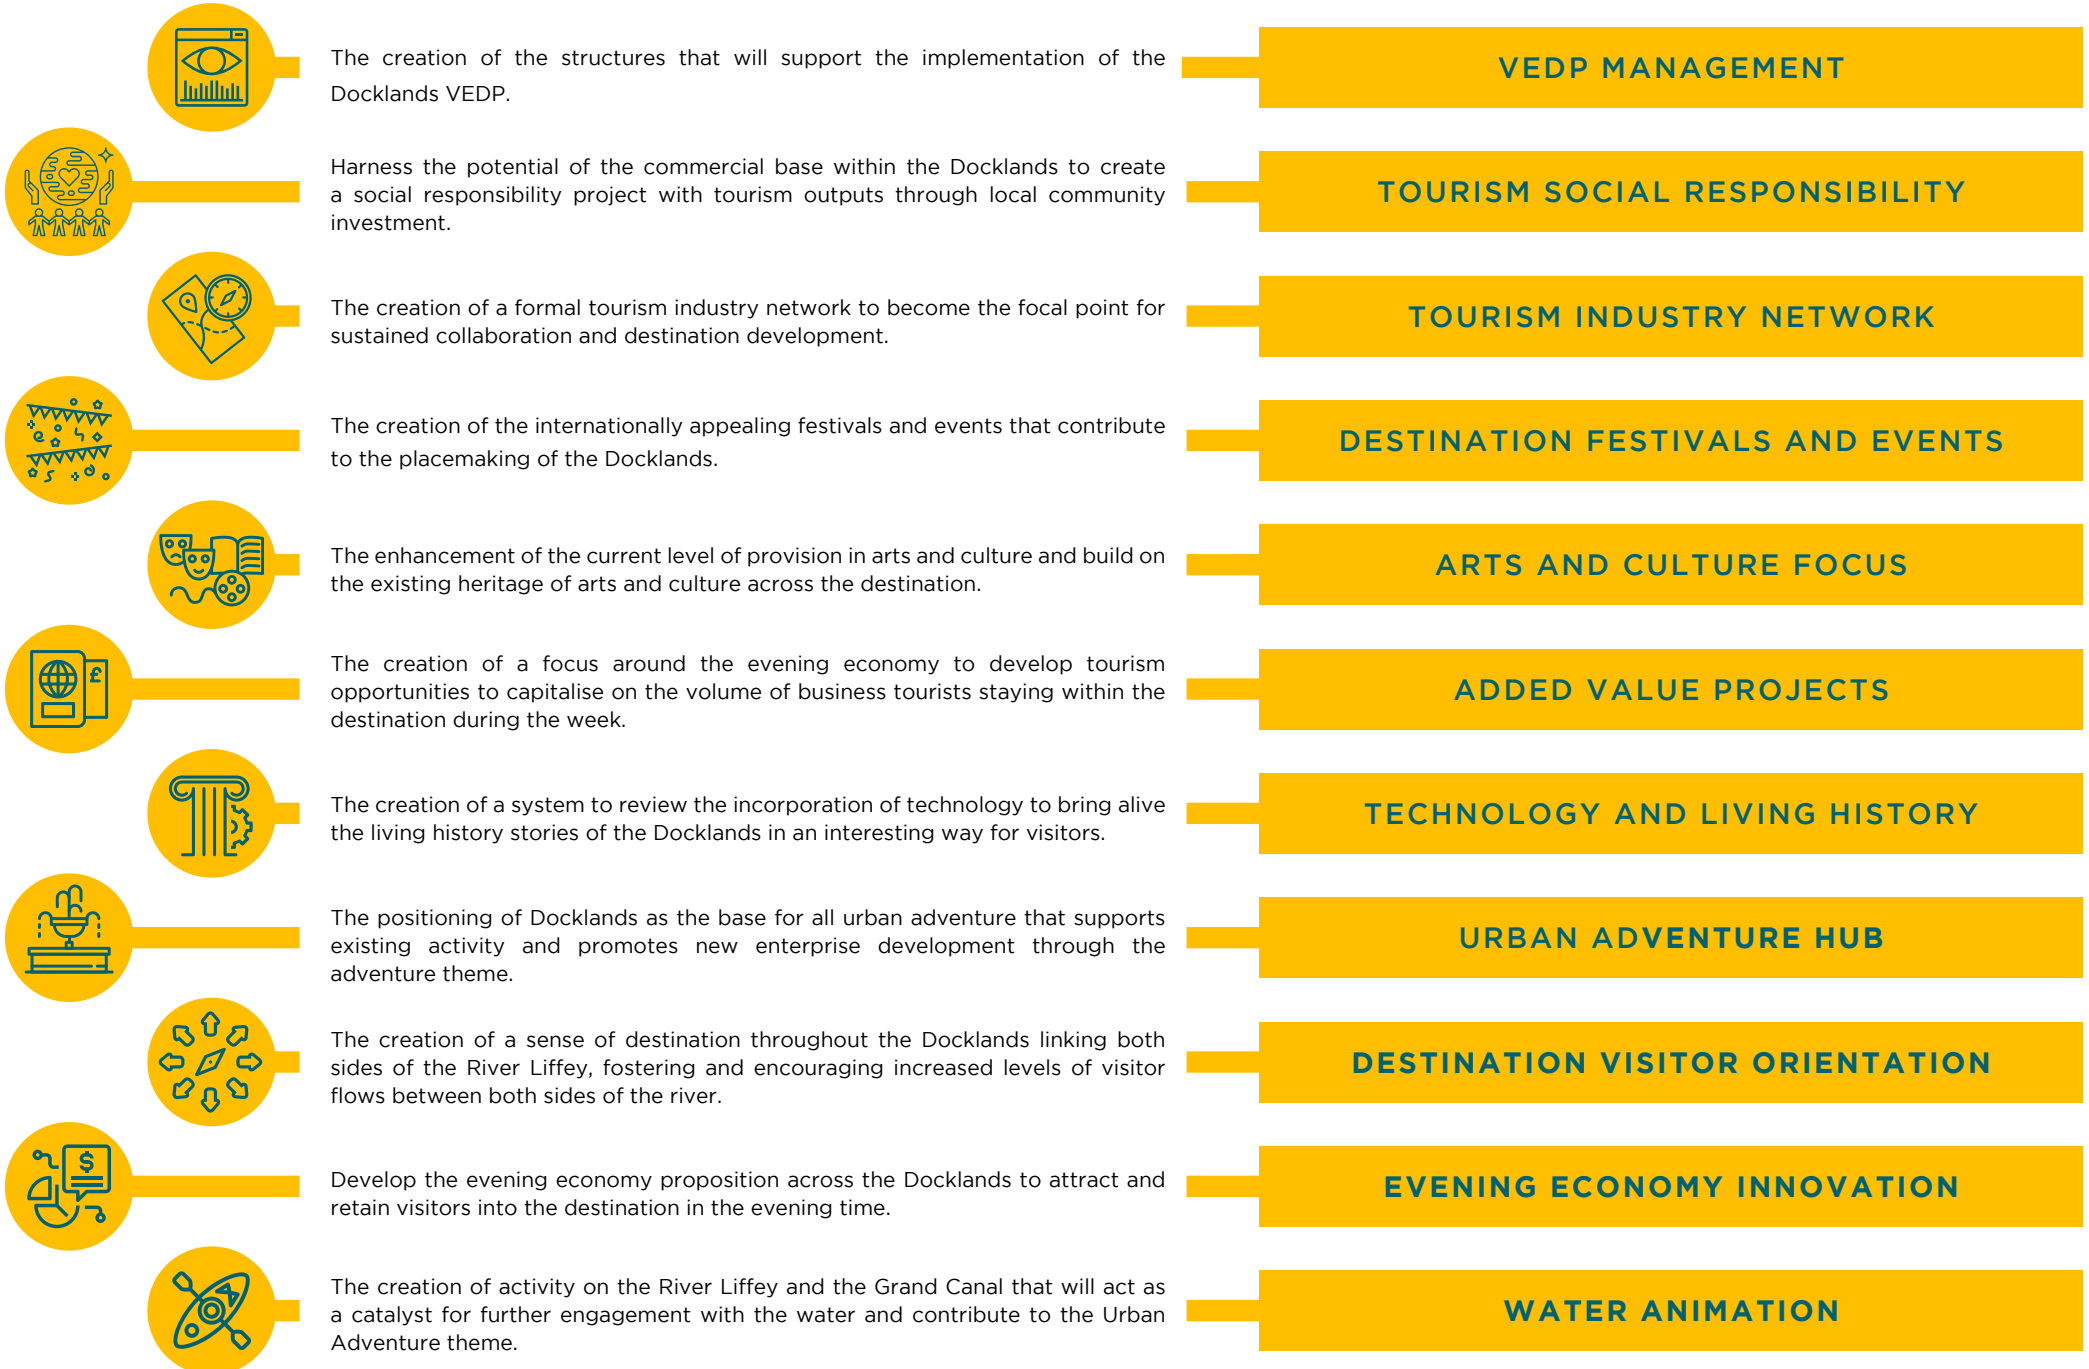 The creation of the structures that will support the implementation of the
Docklands VEDP.
VEDP MANAGEMENT
Harness the potential of the commercial base within the Docklands to create
a social responsibility project with tourism outputs through local community
investment.
TOURISM SOCIAL RESPONSIBILITY
The creation of a formal tourism industry network to become the focal point for
sustained collaboration and destination development.
TOURISM INDUSTRY NETWORK
The creation of the internationally appealing festivals and events that contribute
to the placemaking of the Docklands.
DESTINATION FESTIVALS AND EVENTS
The enhancement of the current level of provision in arts and culture and build on
the existing heritage of arts and culture across the destination.
ARTS AND CULTURE FOCUS
£
The creation of a focus around the evening economy to develop tourism
opportunities to capitalise on the volume of business tourists staying within the
destination during the week.
ADDED VALUE PROJECTS
The creation of a system to review the incorporation of technology to bring alive
the living history stories of the Docklands in an interesting way for visitors.
TECHNOLOGY AND LIVING HISTORY
The positioning of Docklands as the base for all urban adventure that supports
existing activity and promotes new enterprise development through the
adventure theme.
URBAN ADVENTURE HUB
The creation of a sense of destination throughout the Docklands linking both
sides of the River Liffey, fostering and encouraging increased levels of visitor
flows between both sides of the river.
DESTINATION VISITOR ORIENTATION
$
Develop the evening economy proposition across the Docklands to attract and
retain visitors into the destination in the evening time.
EVENING ECONOMY INNOVATION
The creation of activity on the River Liffey and the Grand Canal that will act as
a catalyst for further engagement with the water and contribute to the Urban
Adventure theme.
WATER ANIMATION